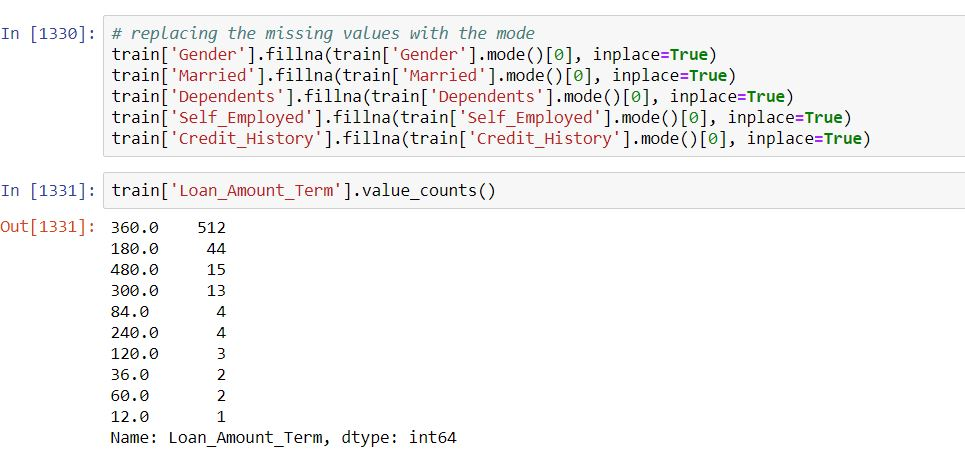 In [1330]: # replacing the missing values with the mode
train['Gender'].fillna(train['Gender'].mode()[0], inplace=True)
train['Married'].fillna(train['Married'].mode()[0], inplace=True)
train['Dependents'].fillna(train['Dependents'].mode()[0], inplace=True)
train['Self_Employed'].fillna(train['Self_Employed'].mode()[0], inplace=True)
train['Credit_History'].fillna(train['Credit_History'].mode()[0], inplace=True)
In [1331]: train['Loan_Amount_Term'].value_counts()
Out[1331]: 360.0    512
180.0     44
480.0     15
300.0     13
84.0       4
240.0      4
120.0      3
36.0       2
60.0       2
12.0       1
Name: Loan_Amount_Term, dtype: int64